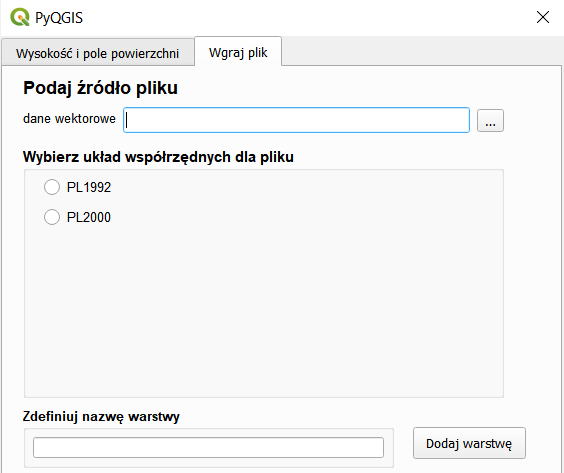 PyQGIS
Wysokość i pole powierzchni
Wgraj plik
Podaj źródło pliku
dane wektorowe
...
Wybierz układ współrzędnych dla pliku
PL1992
PL2000
Zdefiniuj nazwę warstwy
Dodaj warstwę